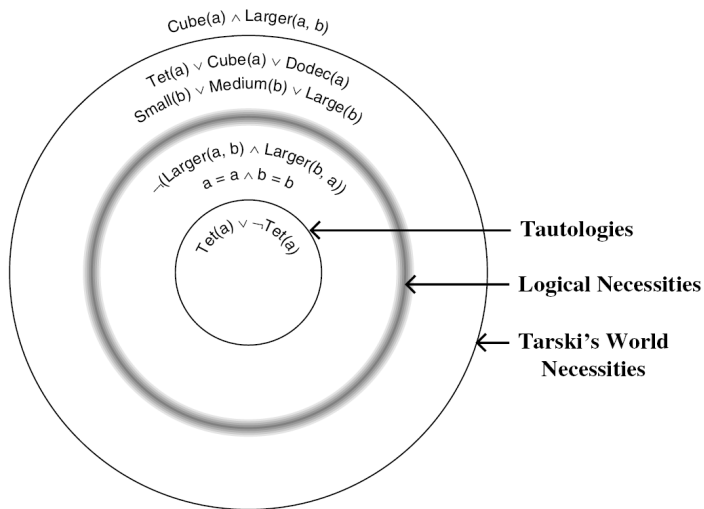 Cube(a) ∧ Larger(a, b)
Tet(a) ∨ Cube(a) ∨ Dodec(a)
Small(b) ∨ Medium(b) ∨ Large(b)
¬(Larger(a, b) ∧ Larger(b, a))
a = a ∧ b = b
Tet(a) ∨ ¬Tet(a)
Tautologies
Logical Necessities
Tarski’s World
Necessities